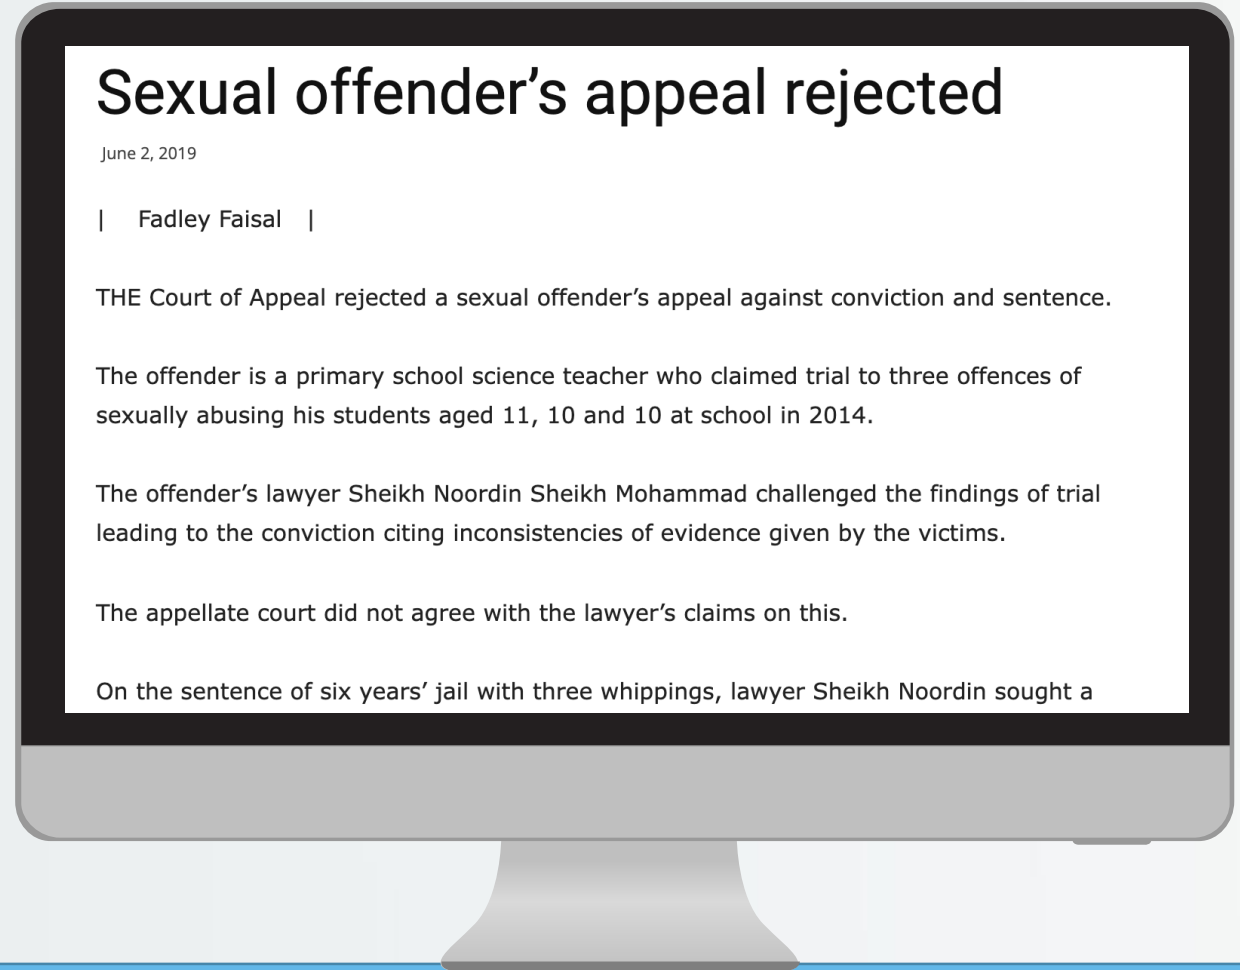 Sexual offender’s appeal rejected
June 2, 2019
| Fadley Faisal |
THE Court of Appeal rejected a sexual offender’s appeal against conviction and sentence.
The offender is a primary school science teacher who claimed trial to three offences of
sexually abusing his students aged 11, 10 and 10 at school in 2014.
The offender’s lawyer Sheikh Noordin Sheikh Mohammad challenged the findings of trial
leading to the conviction citing inconsistencies of evidence given by the victims.
The appellate court did not agree with the lawyer’s claims on this.
On the sentence of six years’ jail with three whippings, lawyer Sheikh Noordin sought a